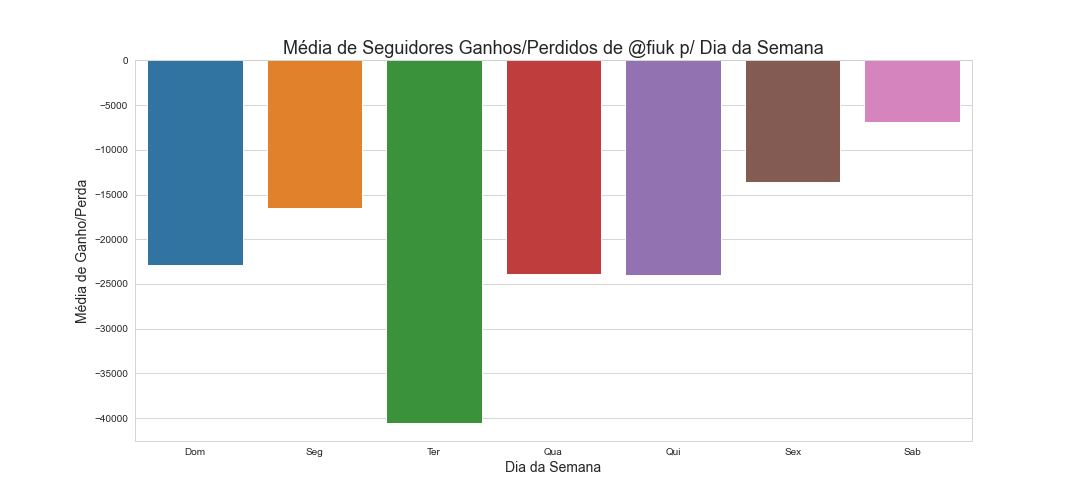 Média de Seguidores Ganhos/Perdidos de @fiuk p/ Dia da Semana
0
−5000
−10000
−15000
−20000
−25000
−30000
−35000
−40000
Média de Ganho/Perda
Dom Seg Ter Qua Qui Sex Sab
Dia da Semana